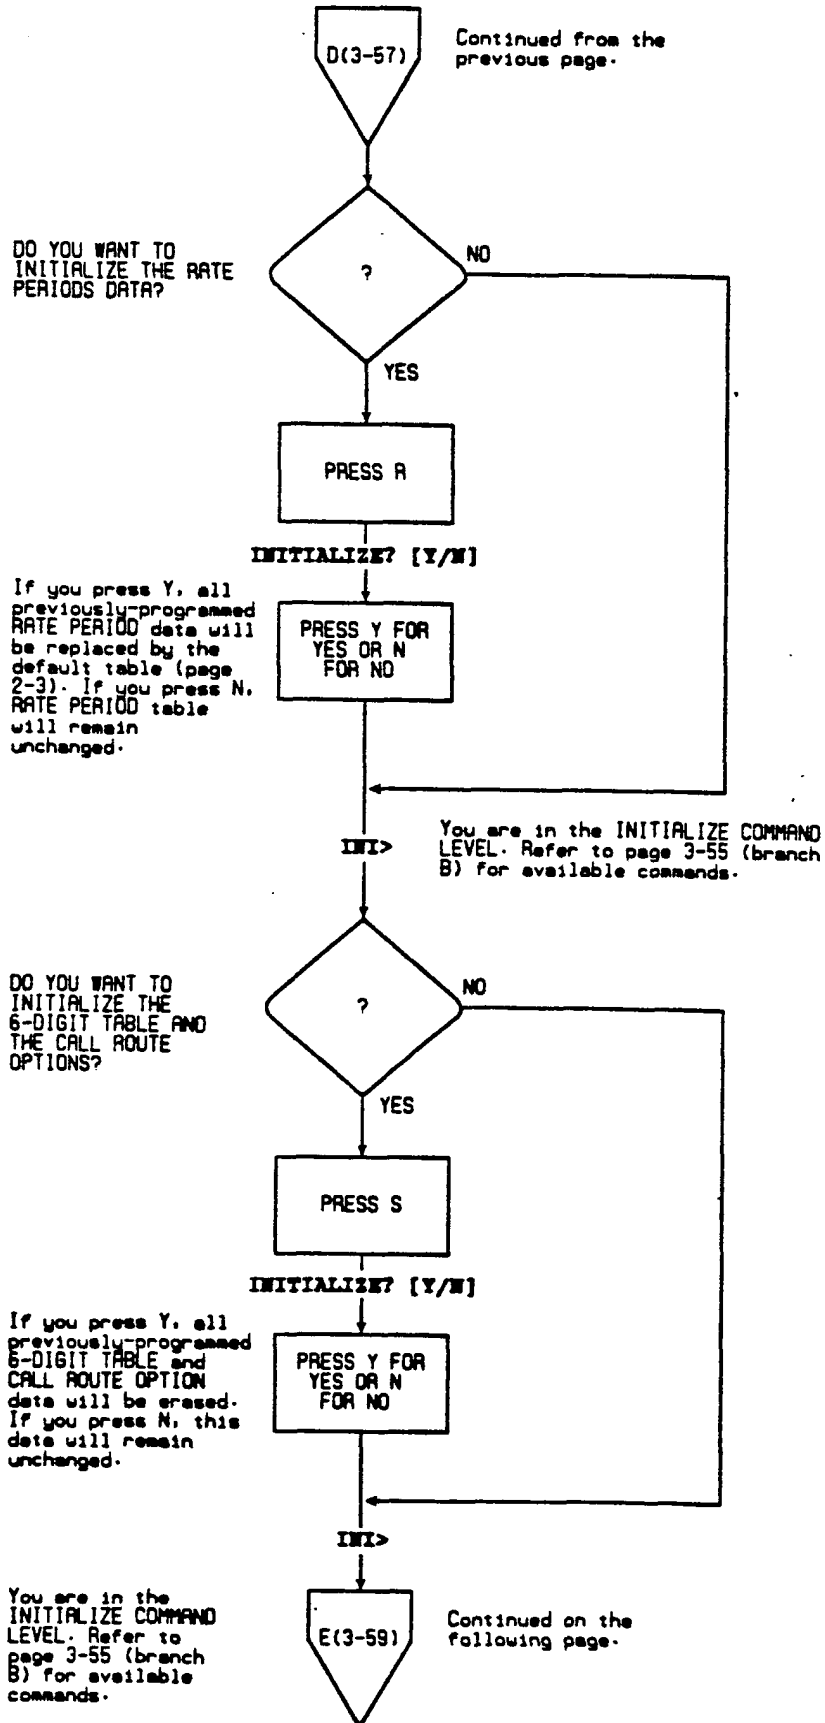 D(3-57)
Continued from the
previous page.
DO YOU WANT TO
INITIALIZE THE RATE
PERIODS DATA?
?
NO
YES
PRESS R
INITIALIZE? [Y/N]
If you press Y, all
previously-programmed
RATE PERIOD data will
be replaced by the
default table (page
2-3). If you press N,
RATE PERIOD table
will remain
unchanged.
PRESS Y FOR
YES OR N
FOR NO
INI>
You are in the INITIALIZE COMMAND
LEVEL. Refer to page 3-55 (branch
B) for available commands.
DO YOU WANT TO
INITIALIZE THE
6-DIGIT TABLE AND
THE CALL ROUTE
OPTIONS?
?
NO
YES
PRESS S
INITIALIZE? [Y/N]
If you press Y, all
previously-programmed
6-DIGIT TABLE and
CALL ROUTE OPTION
data will be erased.
If you press N, this
data will remain
unchanged.
PRESS Y FOR
YES OR N
FOR NO
INI>
You are in the
INITIALIZE COMMAND
LEVEL. Refer to
page 3-55 (branch
B) for available
commands.
E(3-59)
Continued on the
following page.